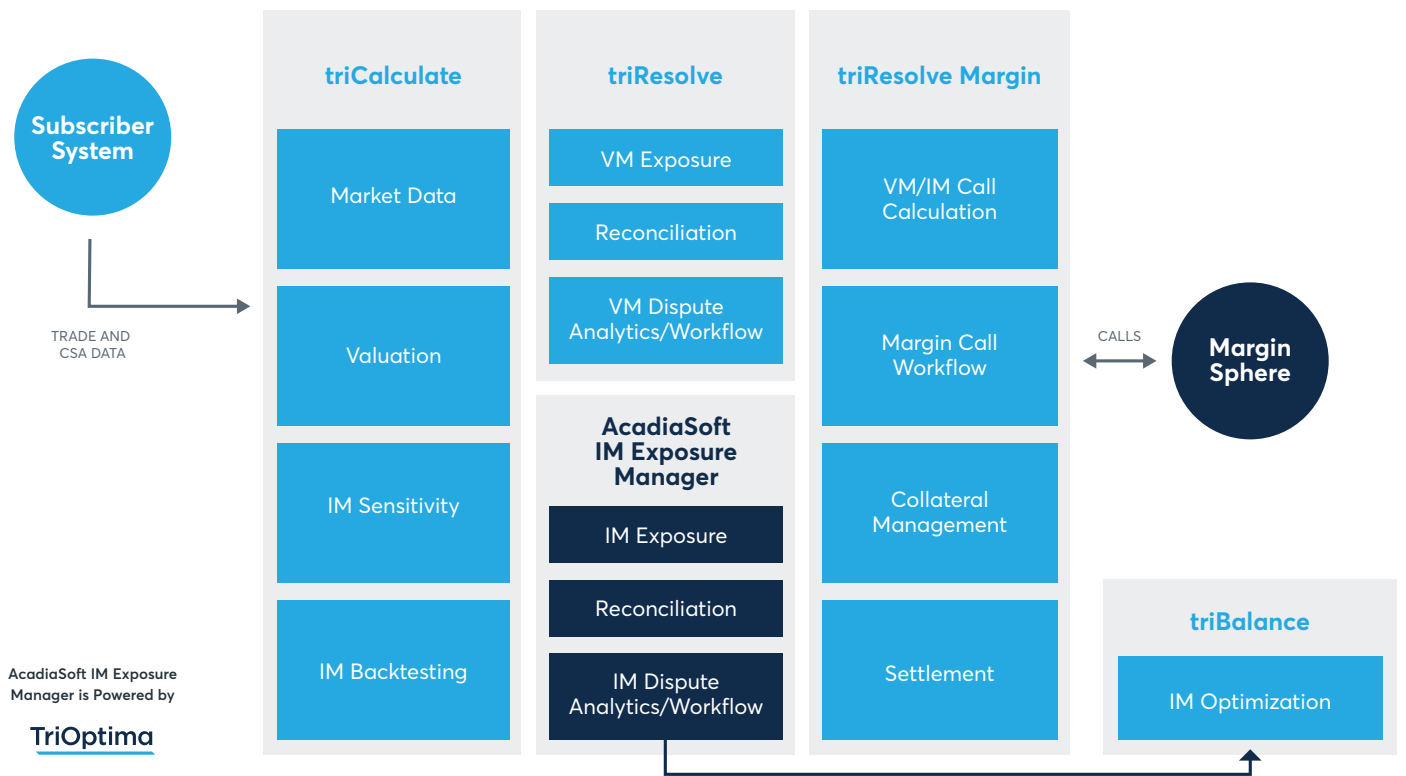 Subscriber
System
TRADE AND
CSA DATA
triCalculate
Market Data
Valuation
IM Sensitivity
IM Backtesting
triResolve
VM Exposure
Reconciliation
VM Dispute
Analytics/Workflow
AcadiaSoft
IM Exposure
Manager
IM Exposure
Reconciliation
IM Dispute
Analytics/Workflow
triResolve Margin
VM/IM Call
Calculation
Margin Call
Workflow
Collateral
Management
Settlement
CALLS
Margin
Sphere
triBalance
IM Optimization
AcadiaSoft IM Exposure
Manager is Powered by
TriOptima